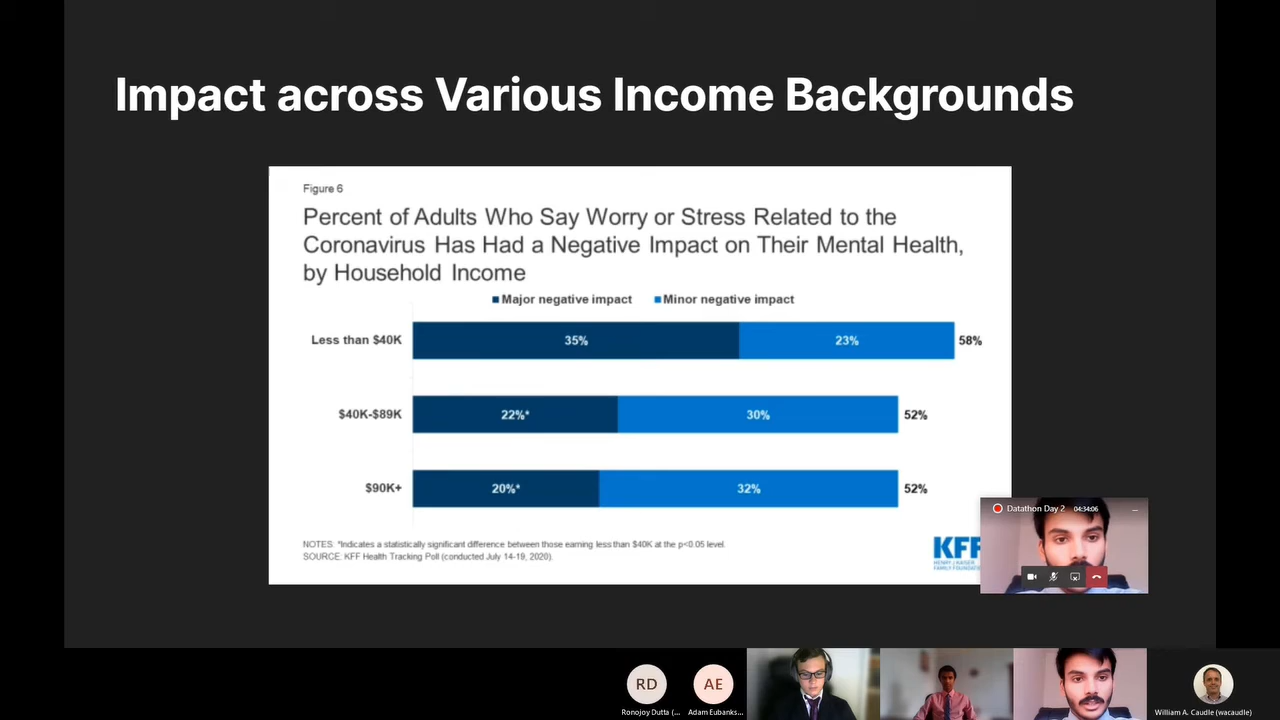 Impact across Various Income Backgrounds
Figure 6
Percent of Adults Who Say Worry or Stress Related to the
Coronavirus Has Had a Negative Impact on Their Mental Health,
by Household Income
Major negative impact Minor negative impact
Less than $40K 35% 23% 58%
$40K-$89K 22%* 30% 52%
$90K+ 20%* 32% 52%
NOTES: *Indicates a statistically significant difference between those earning less than $40K at the p<0.05 level.
SOURCE: KFF Health Tracking Poll (conducted July 14-19, 2020).
KFF
HENRY J KAISER
FAMILY
Datathon Day 2 04:34:06
RD AE
Ronojoy Dutta (... Adam Eubanks... William A. Caudle (wacaudle)